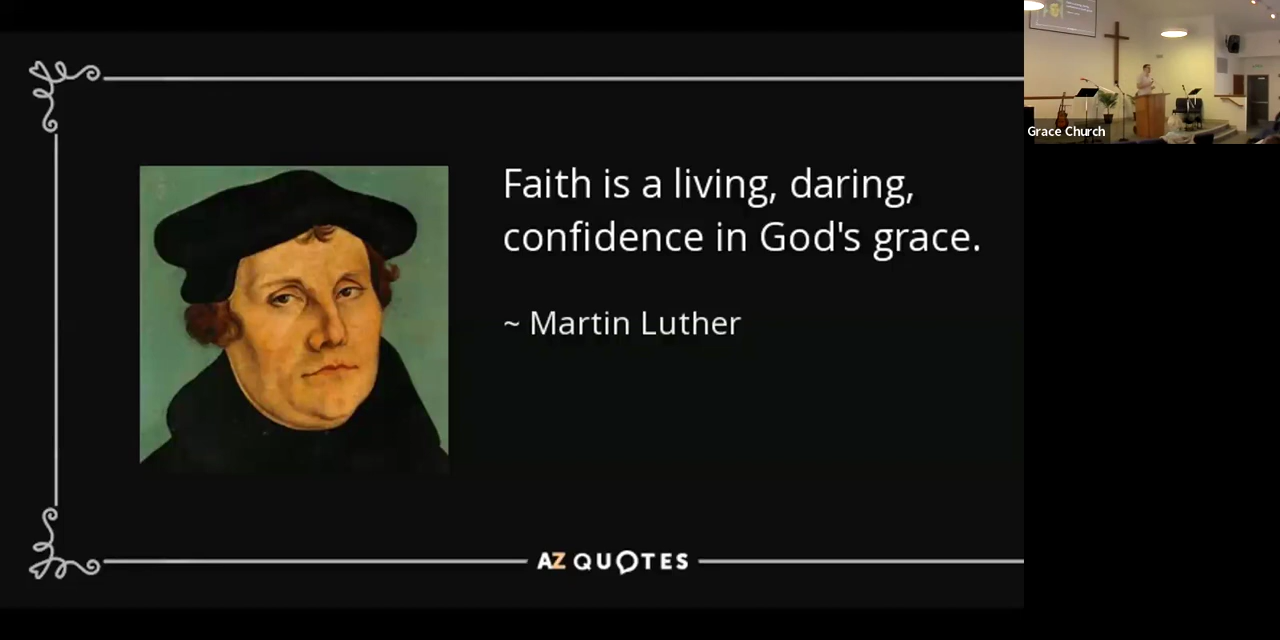 Faith is a living, daring,
confidence in God's grace.
~ Martin Luther
AZ QUOTES
Grace Church